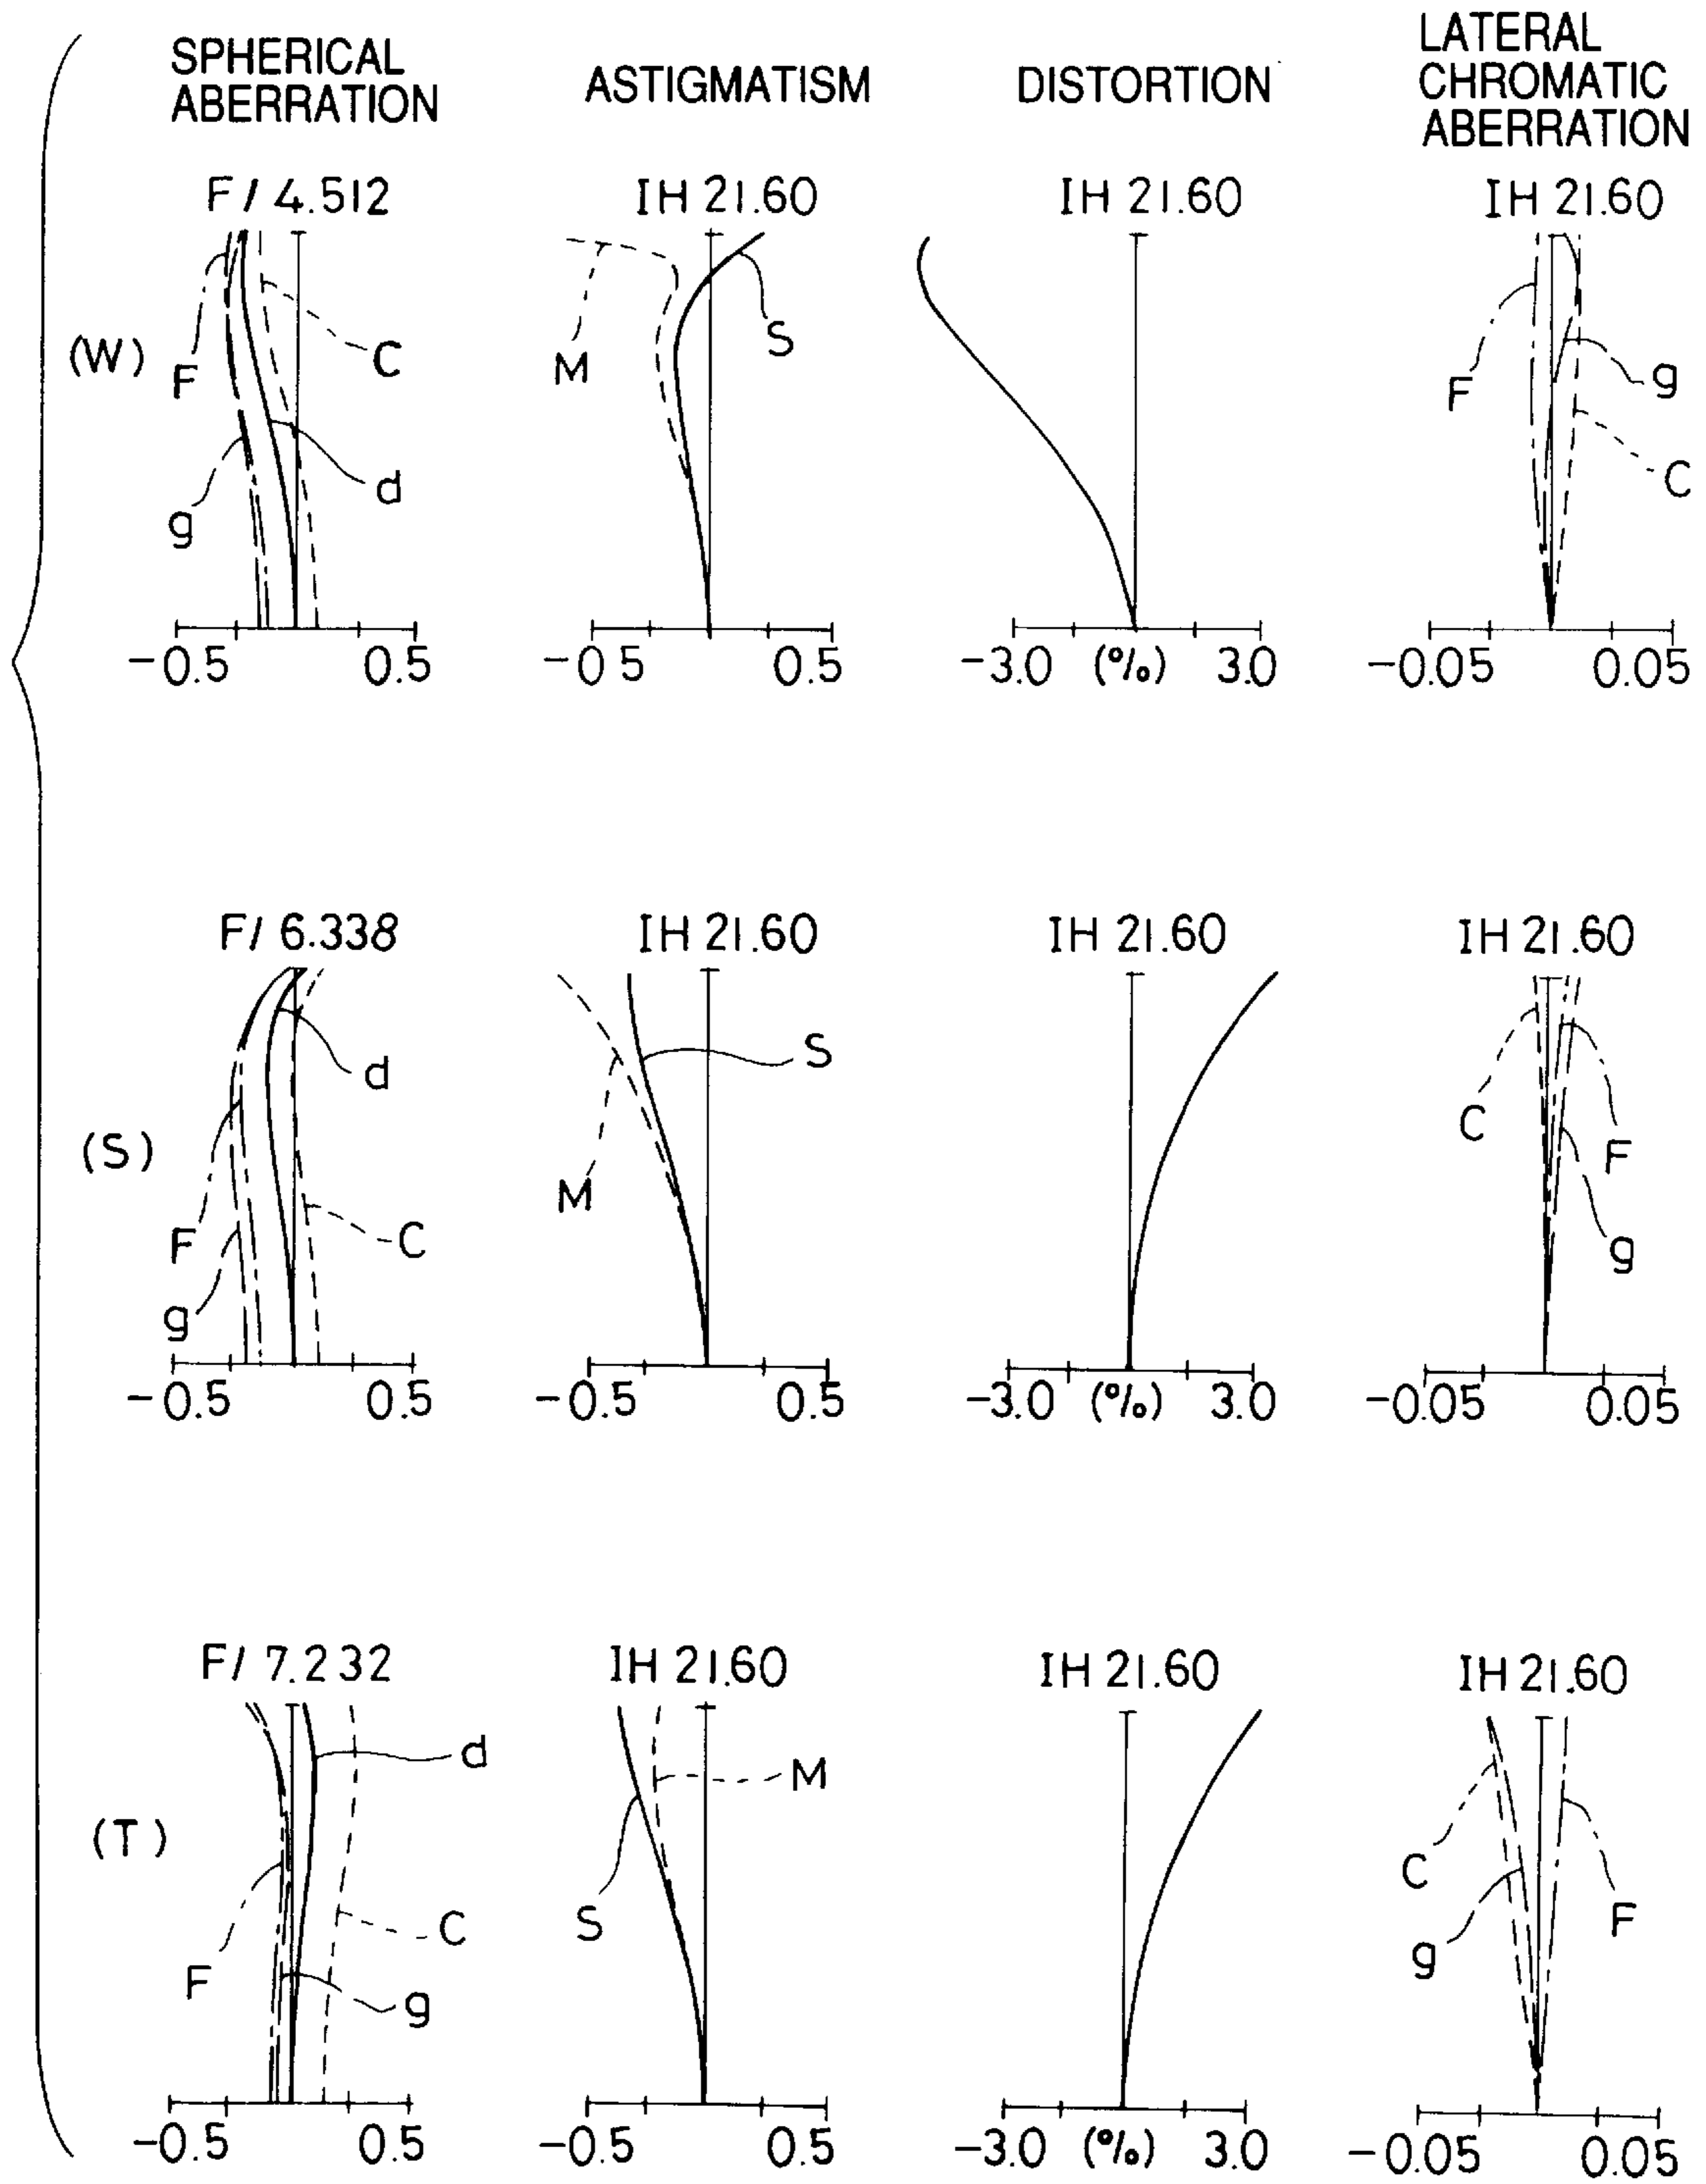 SPHERICAL
ABERRATION
ASTIGMATISM
DISTORTION
LATERAL
CHROMATIC
ABERRATION
F/ 4.512
IH 21.60
IH 21.60
IH 21.60
(W)
F
C
d
g
M
S
F
g
C
-0.5 0.5
-0 5 0.5
-3.0 (%) 3.0
-0.05 0.05
F/ 6.338
IH 21.60
IH 21.60
IH 21.60
(S)
d
F
C
g
S
M
C
F
g
-0.5 0.5
-0.5 0.5
-3.0 (%) 3.0
-0.05 0.05
F/ 7.232
IH 21.60
IH 21.60
IH 21.60
(T)
d
F
C
g
M
S
C
F
g
-0.5 0.5
-0.5 0.5
-3.0 (%) 3.0
-0.05 0.05